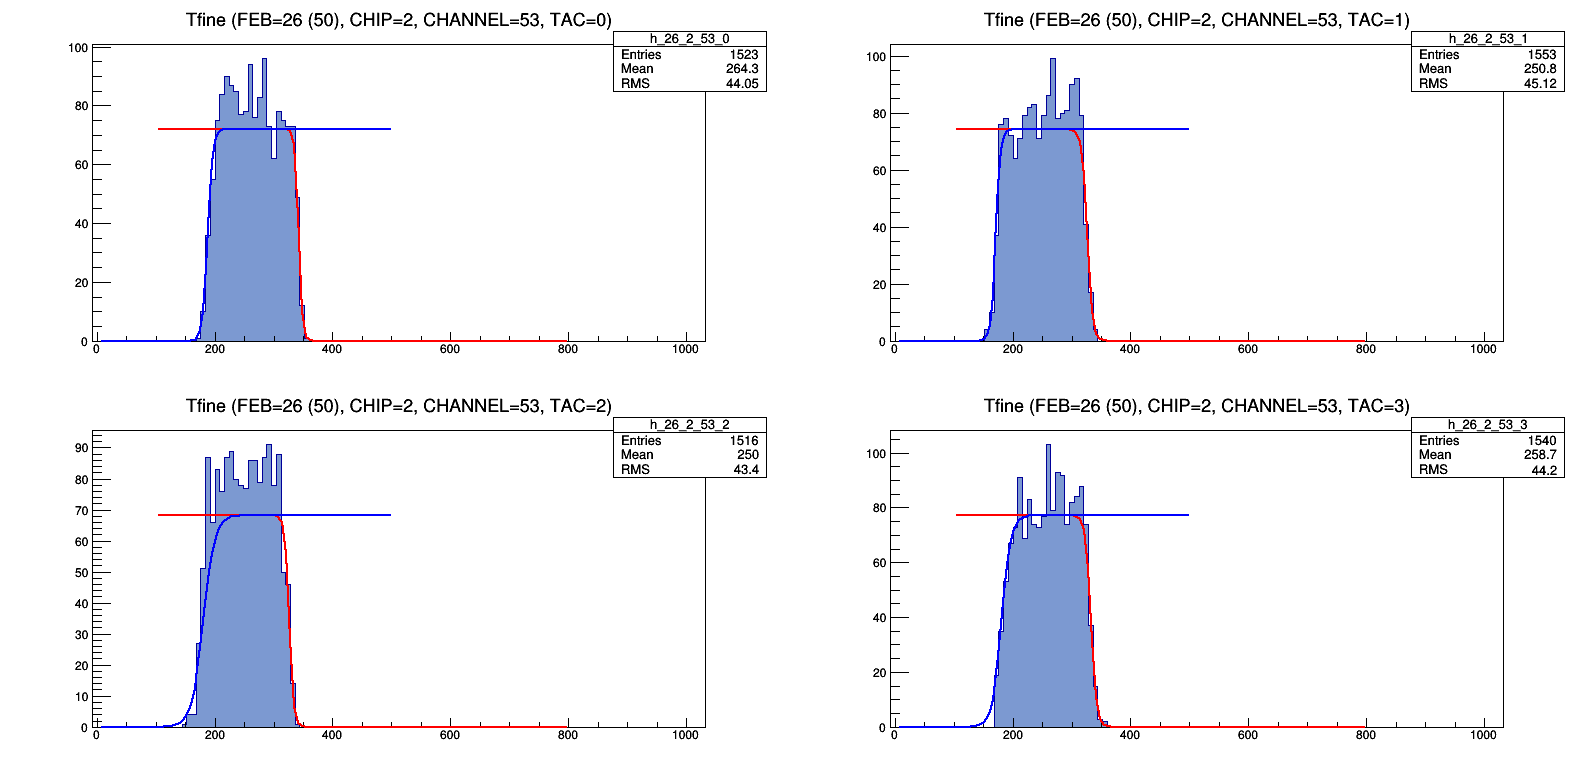 Tfine (FEB=26 (50), CHIP=2, CHANNEL=53, TAC=0)
h_26_2_53_0
Entries 1523
Mean 264.3
RMS 44.05
100
80
60
40
20
0
0 200 400 600 800 1000
Tfine (FEB=26 (50), CHIP=2, CHANNEL=53, TAC=1)
h_26_2_53_1
Entries 1553
Mean 250.8
RMS 45.12
100
80
60
40
20
0
0 200 400 600 800 1000
Tfine (FEB=26 (50), CHIP=2, CHANNEL=53, TAC=2)
h_26_2_53_2
Entries 1516
Mean 250
RMS 43.4
90
80
70
60
50
40
30
20
10
0
0 200 400 600 800 1000
Tfine (FEB=26 (50), CHIP=2, CHANNEL=53, TAC=3)
h_26_2_53_3
Entries 1540
Mean 258.7
RMS 44.2
100
80
60
40
20
0
0 200 400 600 800 1000